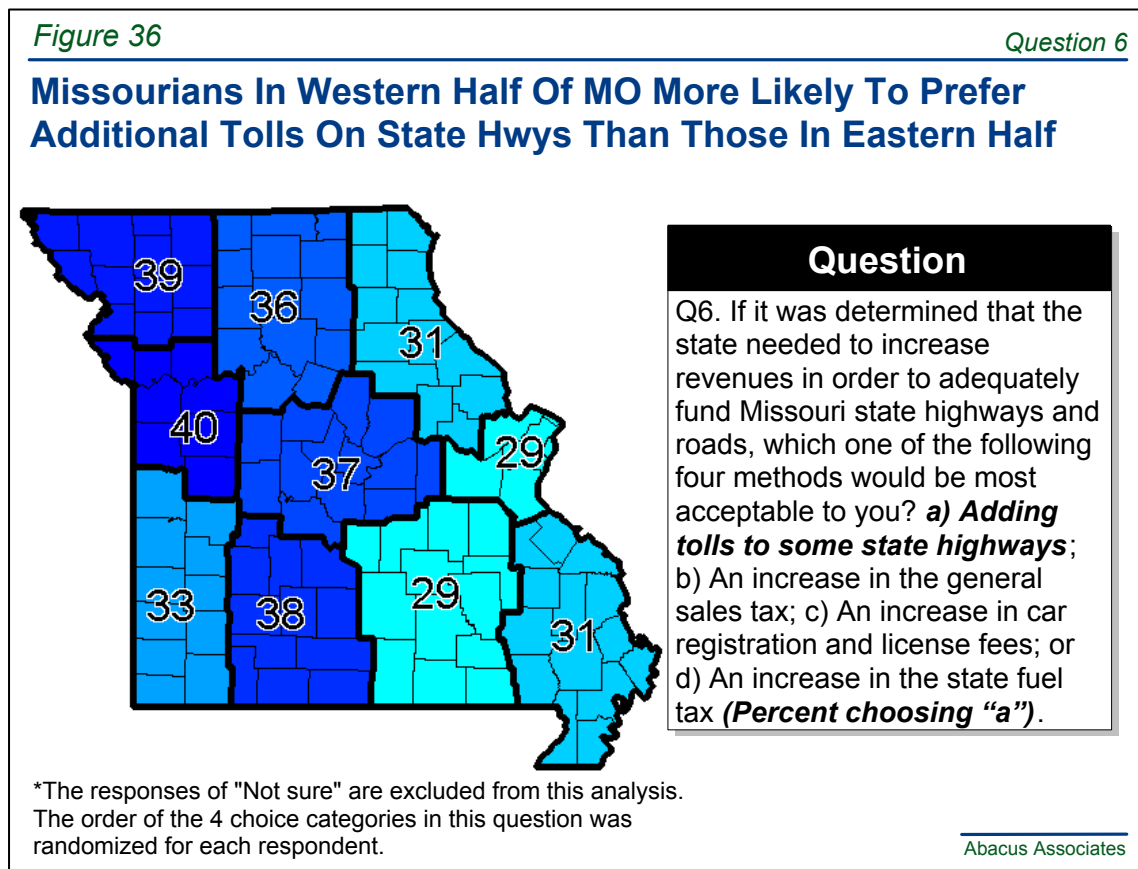 Figure 36
Question 6
Missourians In Western Half Of MO More Likely To Prefer
Additional Tolls On State Hwys Than Those In Eastern Half
39
36
31
40
37
29
33
38
29
31
Question
Q6. If it was determined that the
state needed to increase
revenues in order to adequately
fund Missouri state highways and
roads, which one of the following
four methods would be most
acceptable to you? a) Adding
tolls to some state highways;
b) An increase in the general
sales tax; c) An increase in car
registration and license fees; or
d) An increase in the state fuel
tax (Percent choosing “a”).
*The responses of "Not sure" are excluded from this analysis.
The order of the 4 choice categories in this question was
randomized for each respondent.
Abacus Associates